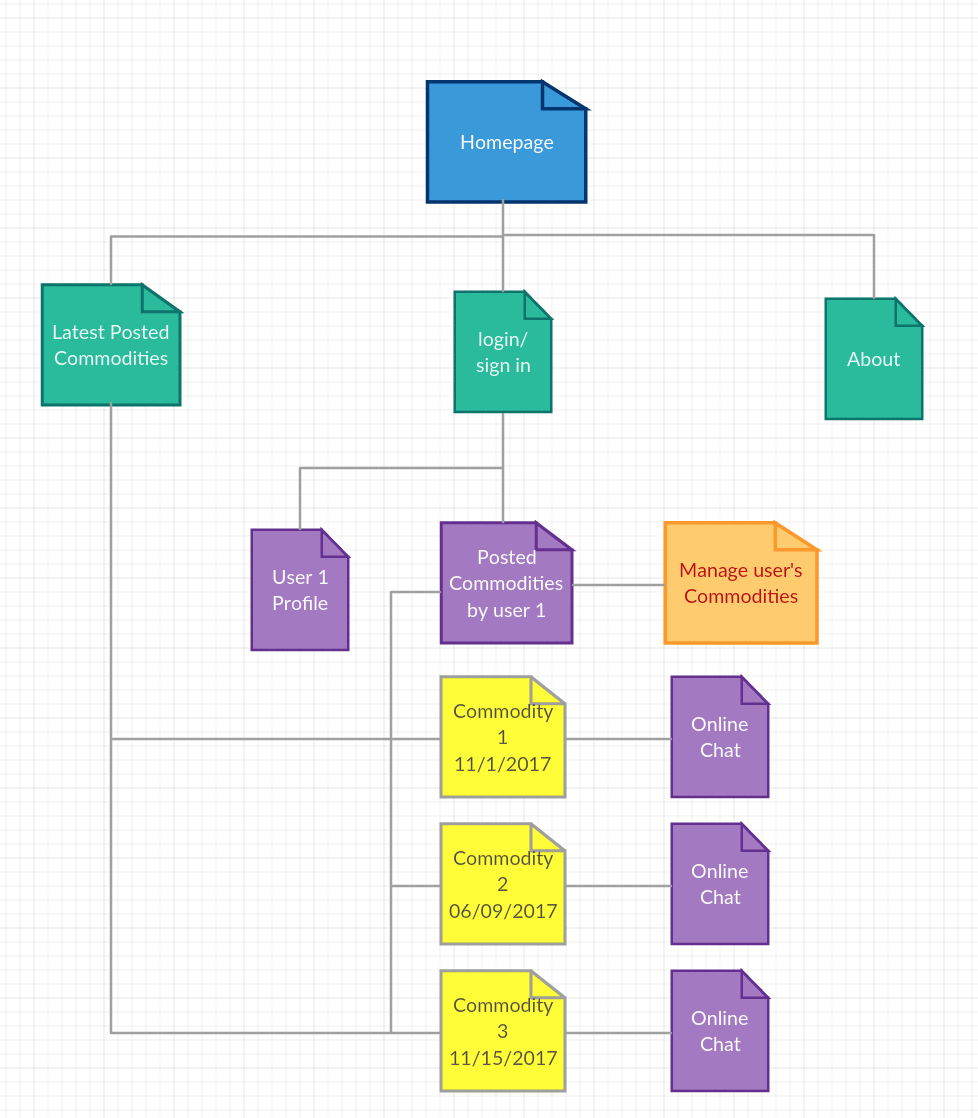 Homepage
Latest Posted
Commodities
login/
sign in
About
User 1
Profile
Posted
Commodities
by user 1
Manage user's
Commodities
Commodity
1
11/1/2017
Online
Chat
Commodity
2
06/09/2017
Online
Chat
Commodity
3
11/15/2017
Online
Chat